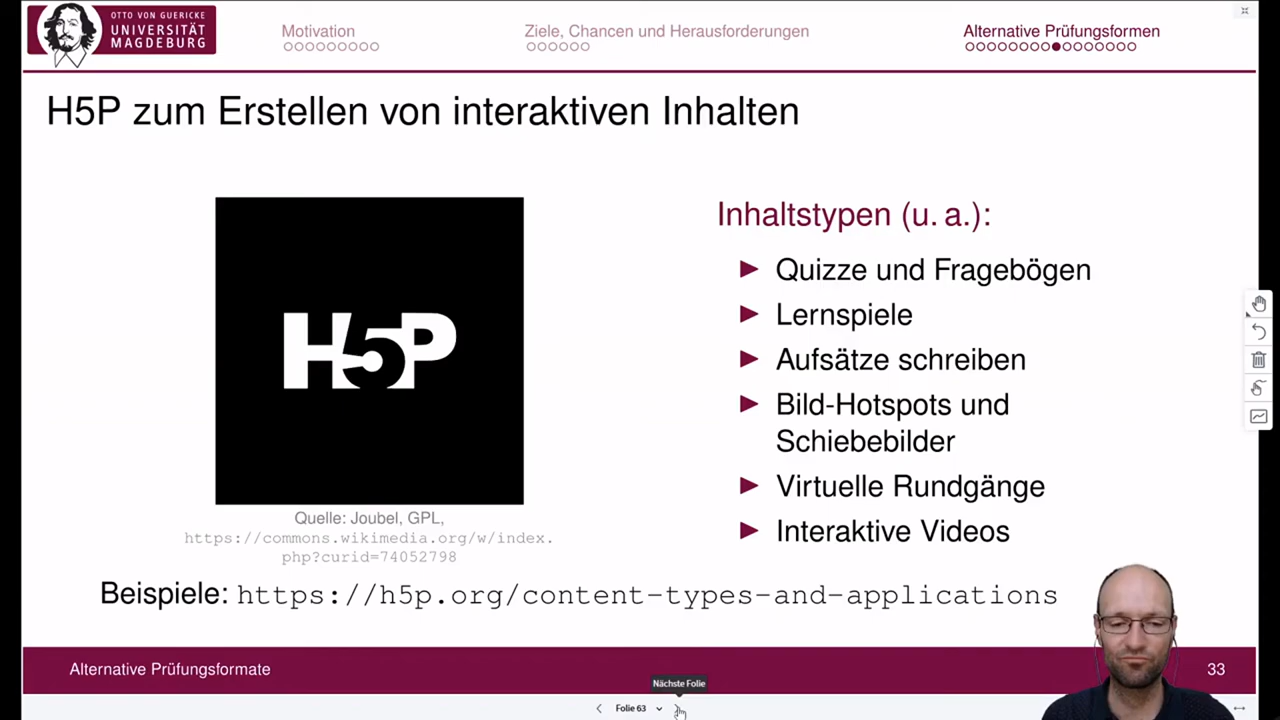 OTTO VON GUERICKE
UNIVERSITÄT
MAGDEBURG
Motivation
Ziele, Chancen und Herausforderungen
Alternative Prüfungsformen
H5P zum Erstellen von interaktiven Inhalten
H5P
Quelle: Joubel, GPL,
https://commons.wikimedia.org/w/index.
php?curid=74052798
Inhaltstypen (u. a.):
Quizze und Fragebögen
Lernspiele
Aufsätze schreiben
Bild-Hotspots und
Schiebebilder
Virtuelle Rundgänge
Interaktive Videos
Beispiele: https://h5p.org/content-types-and-applications
Alternative Prüfungsformate
33
Nächste Folie
Folie 63